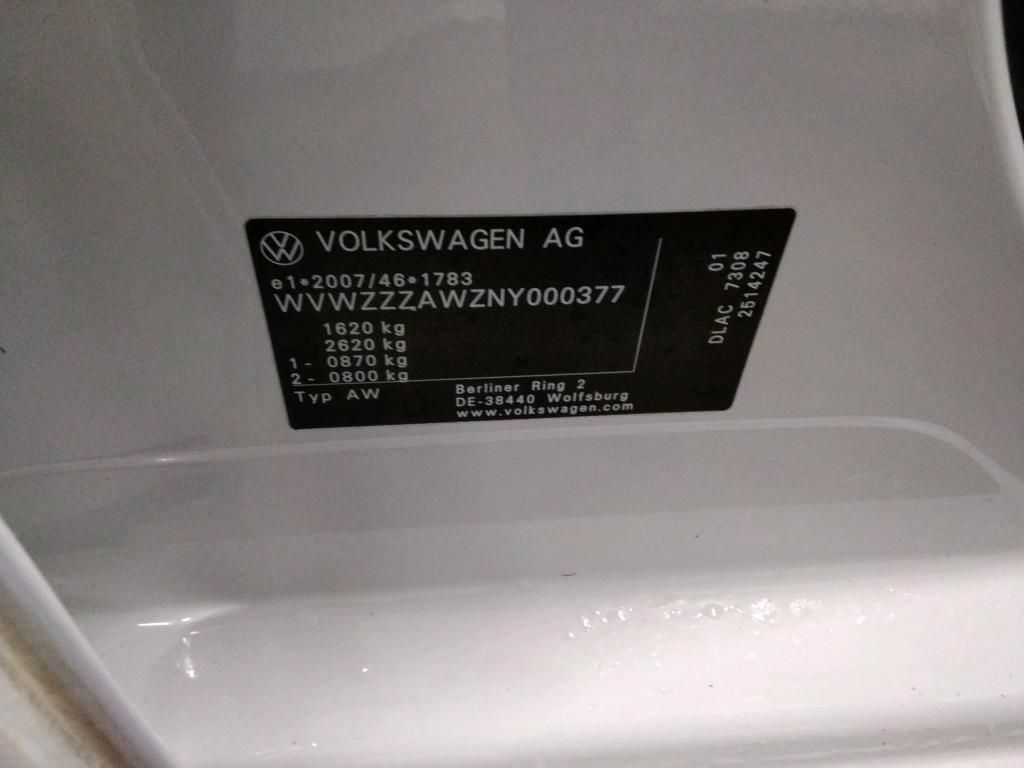 VOLKSWAGEN AG
e1*2007/46*1783
WVWZZZAWZNY000377
1620 kg
2620 kg
1- 0870 kg
2- 0800 kg
Typ AW
Berliner Ring 2
DE-38440 Wolfsburg
www.volkswagen.com
01
DLAC 7308
2514247